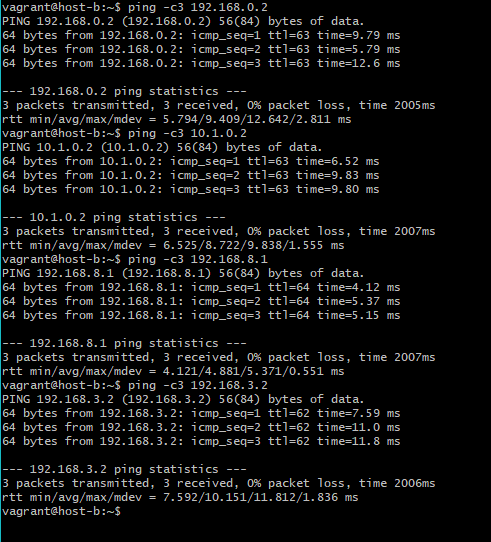 vagrant@host-b:~$ ping -c3 192.168.0.2
PING 192.168.0.2 (192.168.0.2) 56(84) bytes of data.
64 bytes from 192.168.0.2: icmp_seq=1 ttl=63 time=9.79 ms
64 bytes from 192.168.0.2: icmp_seq=2 ttl=63 time=5.79 ms
64 bytes from 192.168.0.2: icmp_seq=3 ttl=63 time=12.6 ms

--- 192.168.0.2 ping statistics ---
3 packets transmitted, 3 received, 0% packet loss, time 2005ms
rtt min/avg/max/mdev = 5.794/9.409/12.642/2.811 ms
vagrant@host-b:~$ ping -c3 10.1.0.2
PING 10.1.0.2 (10.1.0.2) 56(84) bytes of data.
64 bytes from 10.1.0.2: icmp_seq=1 ttl=63 time=6.52 ms
64 bytes from 10.1.0.2: icmp_seq=2 ttl=63 time=9.83 ms
64 bytes from 10.1.0.2: icmp_seq=3 ttl=63 time=9.80 ms

--- 10.1.0.2 ping statistics ---
3 packets transmitted, 3 received, 0% packet loss, time 2007ms
rtt min/avg/max/mdev = 6.525/8.722/9.838/1.555 ms
vagrant@host-b:~$ ping -c3 192.168.8.1
PING 192.168.8.1 (192.168.8.1) 56(84) bytes of data.
64 bytes from 192.168.8.1: icmp_seq=1 ttl=64 time=4.12 ms
64 bytes from 192.168.8.1: icmp_seq=2 ttl=64 time=5.37 ms
64 bytes from 192.168.8.1: icmp_seq=3 ttl=64 time=5.15 ms

--- 192.168.8.1 ping statistics ---
3 packets transmitted, 3 received, 0% packet loss, time 2007ms
rtt min/avg/max/mdev = 4.121/4.881/5.371/0.551 ms
vagrant@host-b:~$ ping -c3 192.168.3.2
PING 192.168.3.2 (192.168.3.2) 56(84) bytes of data.
64 bytes from 192.168.3.2: icmp_seq=1 ttl=62 time=7.59 ms
64 bytes from 192.168.3.2: icmp_seq=2 ttl=62 time=11.0 ms
64 bytes from 192.168.3.2: icmp_seq=3 ttl=62 time=11.8 ms

--- 192.168.3.2 ping statistics ---
3 packets transmitted, 3 received, 0% packet loss, time 2006ms
rtt min/avg/max/mdev = 7.592/10.151/11.812/1.836 ms
vagrant@host-b:~$